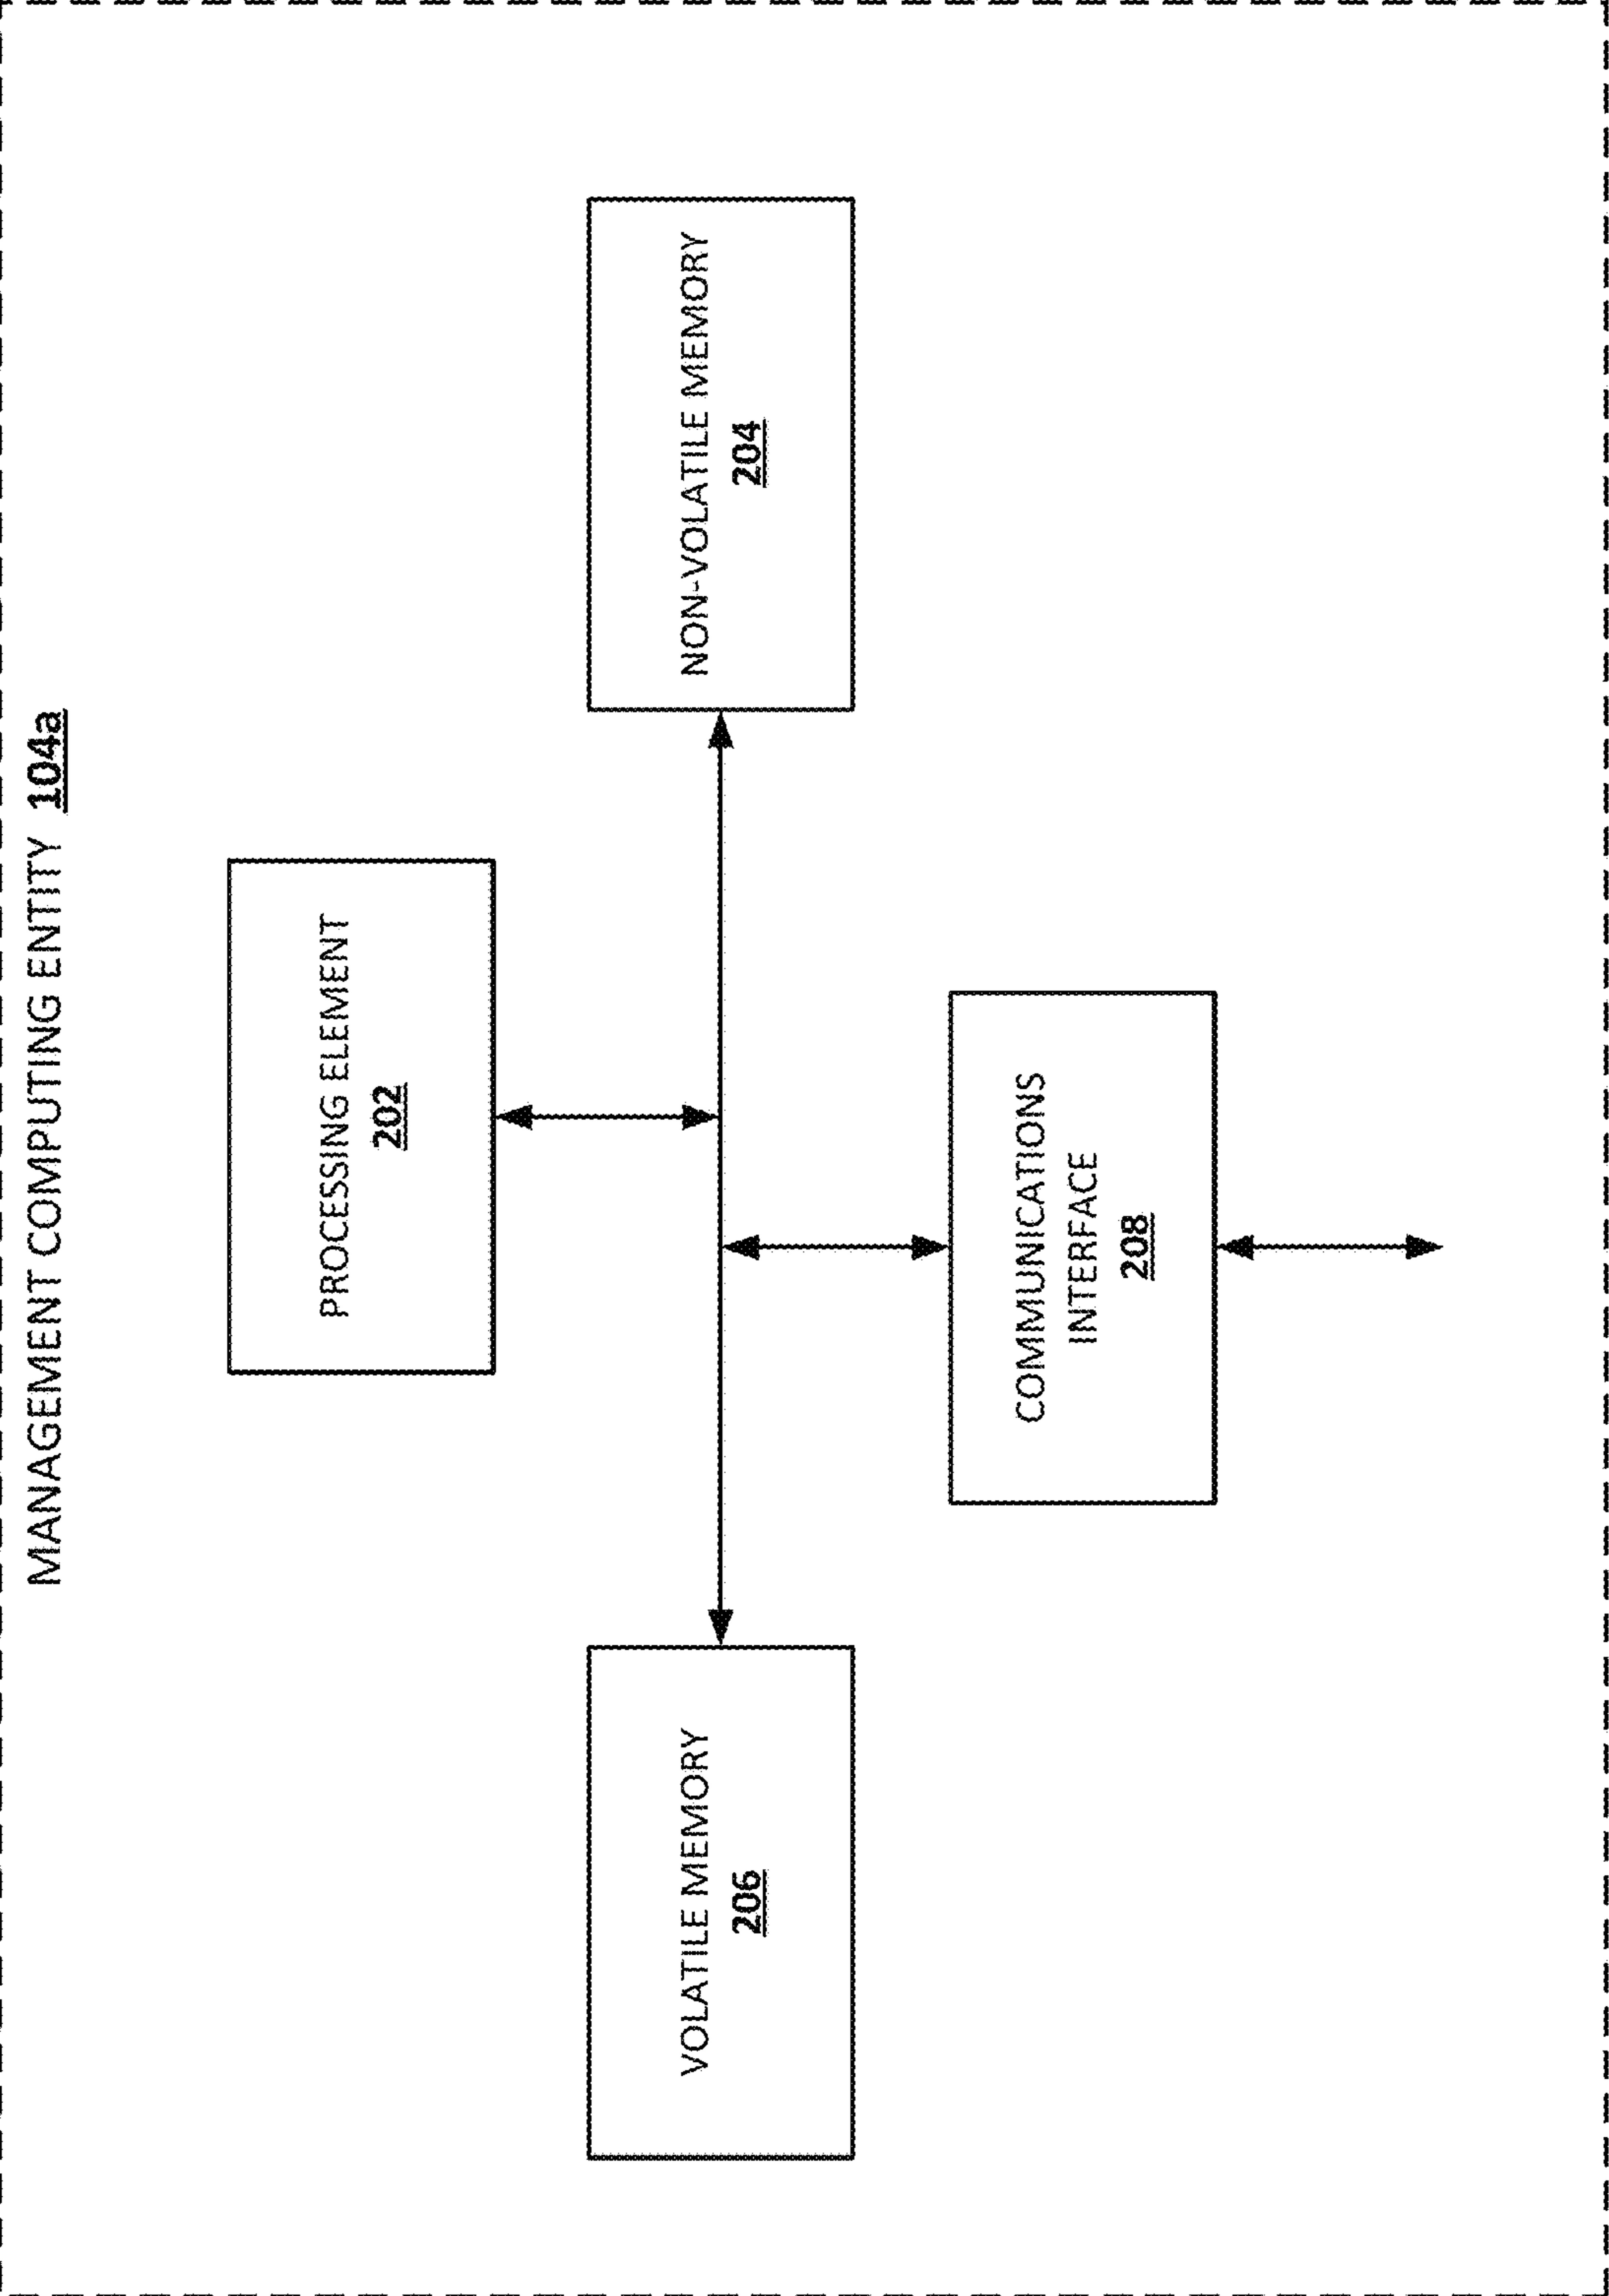 MANAGEMENT COMPUTING ENTITY 104a
PROCESSING ELEMENT
202
VOLATILE MEMORY
206
NON-VOLATILE MEMORY
204
COMMUNICATIONS
INTERFACE
208